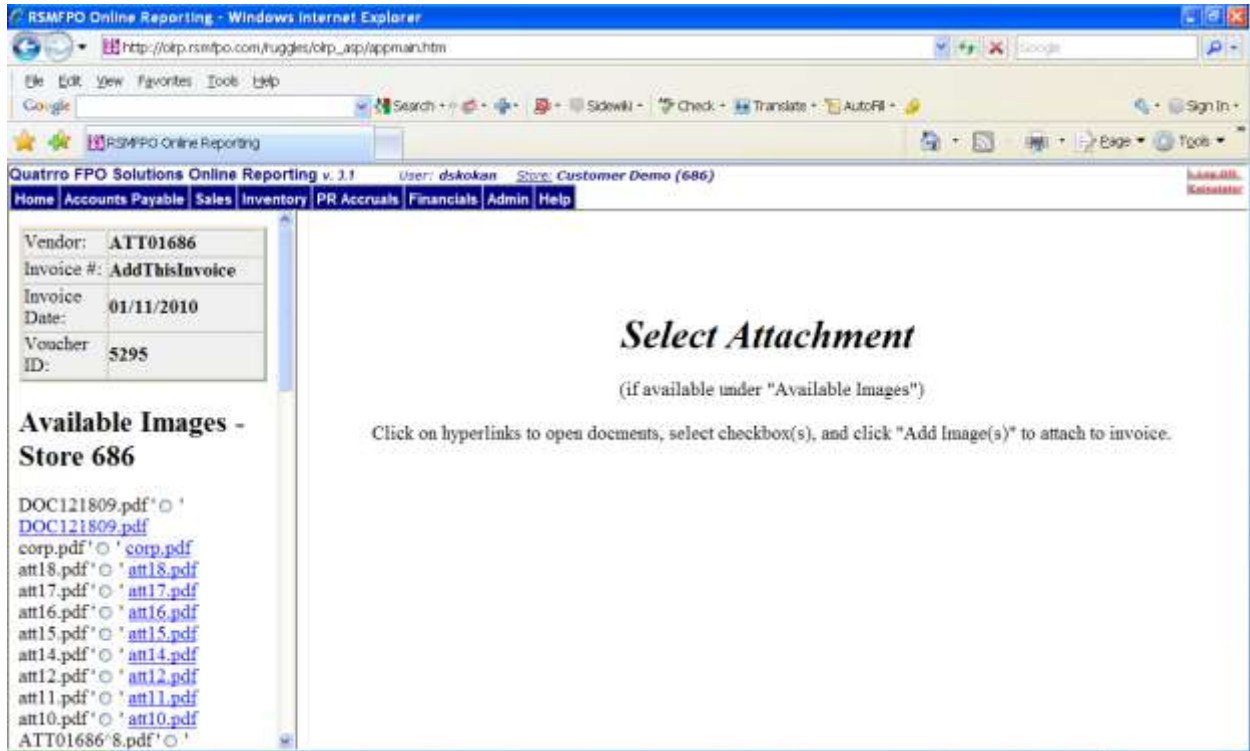 RSMFPO Online Reporting - Windows Internet Explorer
http://olrp.rsmfpo.com/ruggles/olrp_asp/appmain.htm
Google
File Edit View Favorites Tools Help
Google Search Sidewiki Check Translate AutoFill Sign In
RSMFPO Online Reporting Page Tools
Quatrro FPO Solutions Online Reporting v. 3.1 User: dskokan Store: Customer Demo (686) Log Off
Home Accounts Payable Sales Inventory PR Accruals Financials Admin Help
Vendor: ATT01686
Invoice #: AddThisInvoice
Invoice Date: 01/11/2010
Voucher ID: 5295
Select Attachment
(if available under "Available Images")
Click on hyperlinks to open docments, select checkbox(s), and click "Add Image(s)" to attach to invoice.
Available Images -
Store 686
DOC121809.pdf ' '
DOC121809.pdf
corp.pdf ' ' corp.pdf
att18.pdf ' ' att18.pdf
att17.pdf ' ' att17.pdf
att16.pdf ' ' att16.pdf
att15.pdf ' ' att15.pdf
att14.pdf ' ' att14.pdf
att12.pdf ' ' att12.pdf
att11.pdf ' ' att11.pdf
att10.pdf ' ' att10.pdf
ATT01686^8.pdf ' '